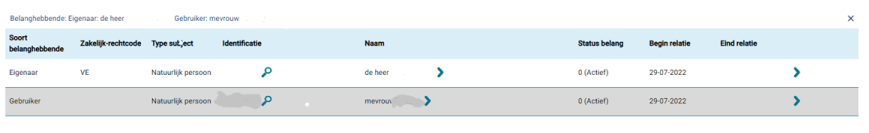 Belanghebbende: Eigenaar: de heer Gebruiker: mevrouw
Soort belanghebbende Zakelijk-rechtcode Type subject Identificatie Naam Status belang Begin relatie Eind relatie
Eigenaar VE Natuurlijk persoon de heer 0 (Actief) 29-07-2022
Gebruiker Natuurlijk persoon mevrouw 0 (Actief) 29-07-2022